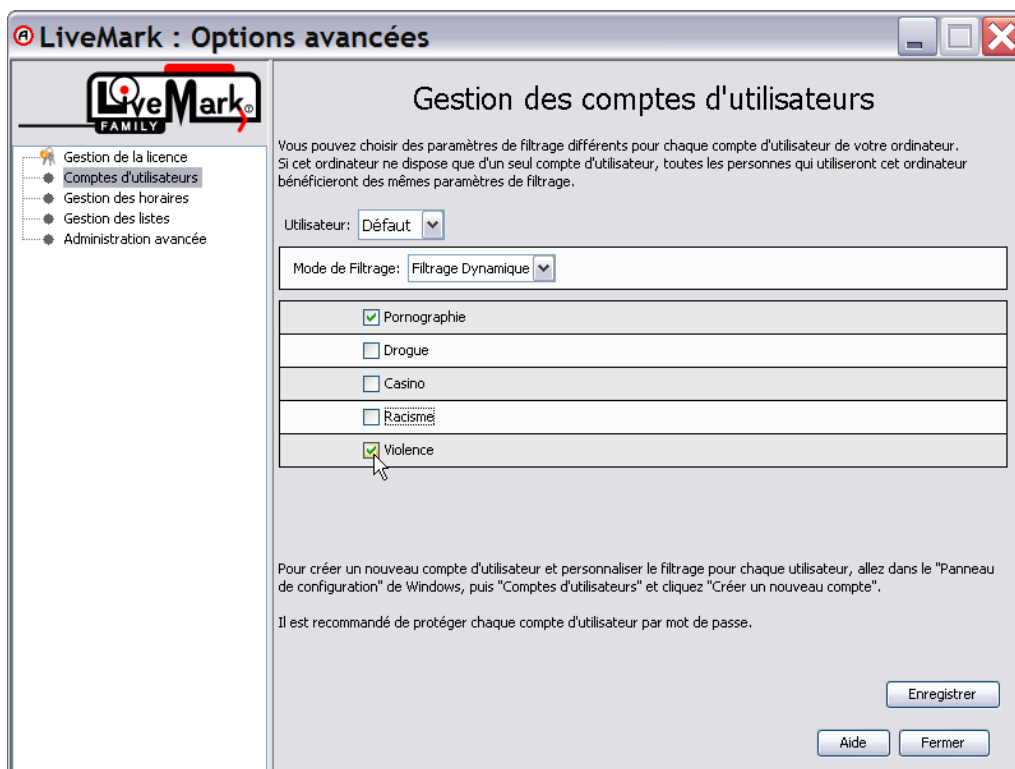 LiveMark : Options avancées
LiveMark
FAMILY
Gestion de la licence
Comptes d'utilisateurs
Gestion des horaires
Gestion des listes
Administration avancée
Gestion des comptes d'utilisateurs
Vous pouvez choisir des paramètres de filtrage différents pour chaque compte d'utilisateur de votre ordinateur.
Si cet ordinateur ne dispose que d'un seul compte d'utilisateur, toutes les personnes qui utiliseront cet ordinateur
bénéficieront des mêmes paramètres de filtrage.
Utilisateur: Défaut
Mode de Filtrage: Filtrage Dynamique
Pornographie
Drogue
Casino
Racisme
Violence
Pour créer un nouveau compte d'utilisateur et personnaliser le filtrage pour chaque utilisateur, allez dans le "Panneau
de configuration" de Windows, puis "Comptes d'utilisateurs" et cliquez "Créer un nouveau compte".
Il est recommandé de protéger chaque compte d'utilisateur par mot de passe.
Enregistrer
Aide Fermer